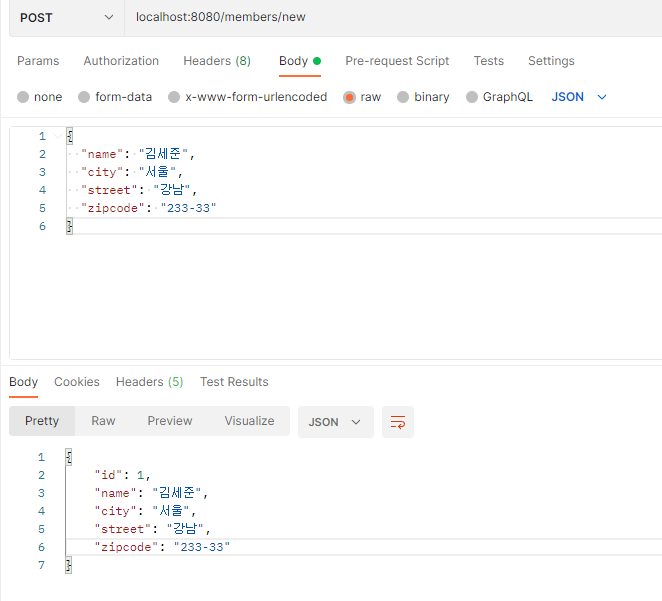 POST localhost:8080/members/new
Params Authorization Headers (8) Body Pre-request Script Tests Settings
none form-data x-www-form-urlencoded raw binary GraphQL JSON
1 {
2 "name": "김세준",
3 "city": "서울",
4 "street": "강남",
5 "zipcode": "233-33"
6 }
Body Cookies Headers (5) Test Results
Pretty Raw Preview Visualize JSON
1 {
2 "id": 1,
3 "name": "김세준",
4 "city": "서울",
5 "street": "강남",
6 "zipcode": "233-33"
7 }